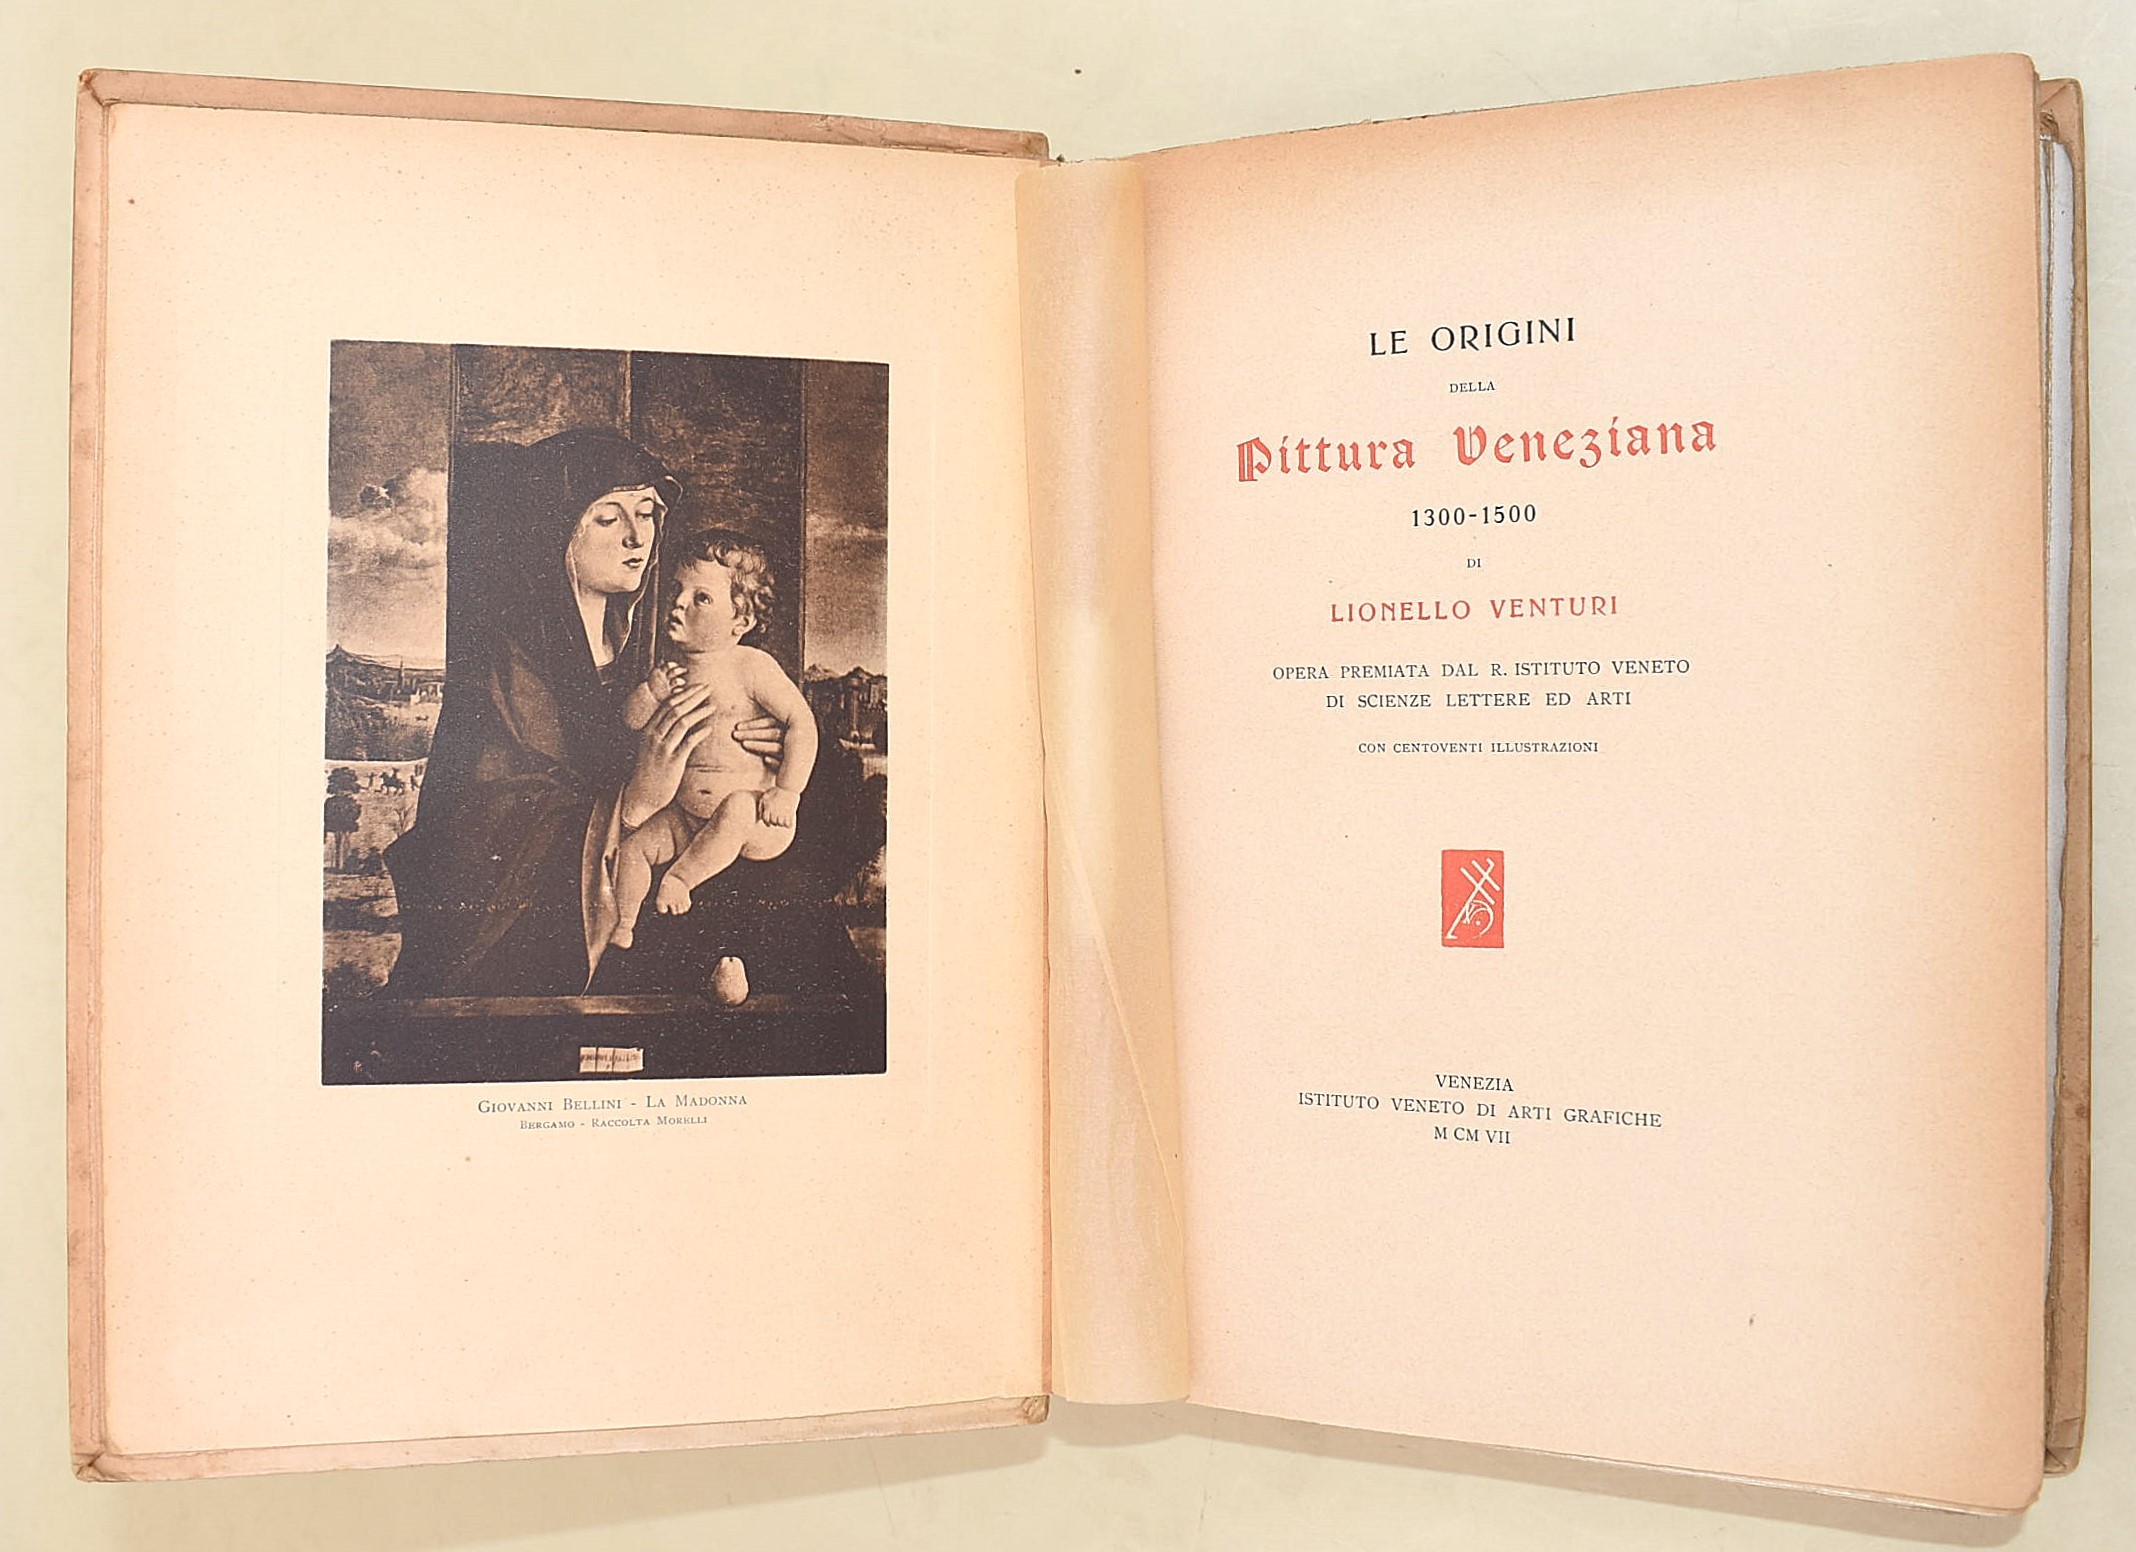 GIOVANNI BELLINI - LA MADONNA
BERGAMO - RACCOLTA MORELLI
LE ORIGINI
DELLA
Pittura Veneziana
1300-1500
DI
LIONELLO VENTURI
OPERA PREMIATA DAL R. ISTITUTO VENETO
DI SCIENZE LETTERE ED ARTI
CON CENTOVENTI ILLUSTRAZIONI
VENEZIA
ISTITUTO VENETO DI ARTI GRAFICHE
M CM VII